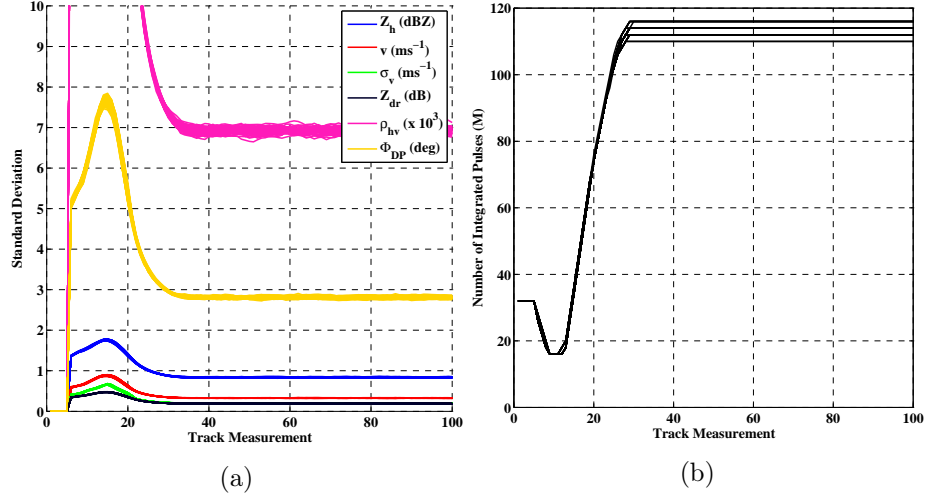 10
9
8
7
6
5
4
3
2
1
0
Standard Deviation
Z_h (dBZ)
v (ms^-1)
σ_v (ms^-1)
Z_dr (dB)
ρ_hv (x 10^3)
Φ_DP (deg)
0 20 40 60 80 100
Track Measurement
(a)
120
100
80
60
40
20
0
Number of Integrated Pulses (M)
0 20 40 60 80 100
Track Measurement
(b)